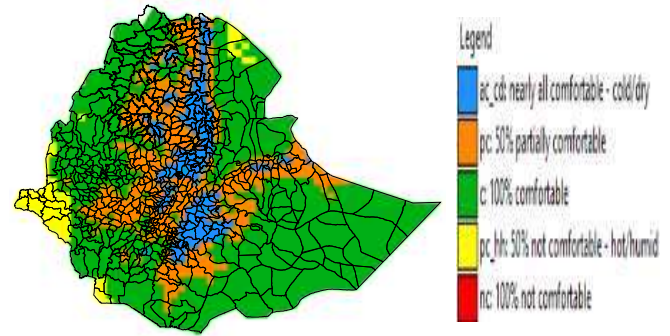 Legend
ac_cd: nearly all comfortable - cold/dry
pc: 50% partially comfortable
c: 100% comfortable
pc_hh: 50% not comfortable - hot/humid
nc: 100% not comfortable